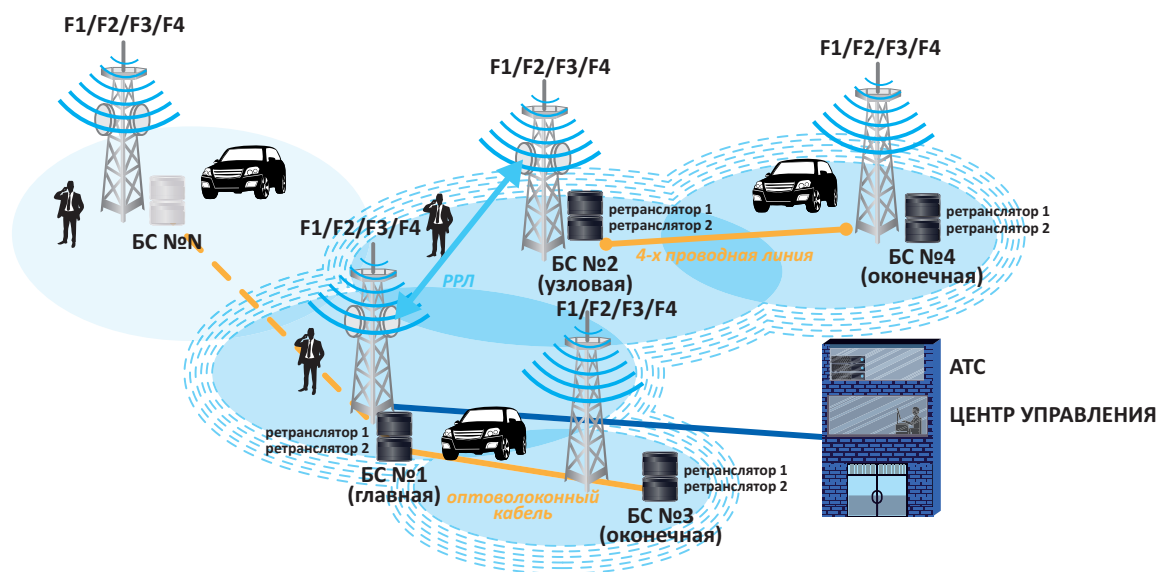 F1/F2/F3/F4
F1/F2/F3/F4
F1/F2/F3/F4
ретранслятор 1
ретранслятор 2
ретранслятор 1
ретранслятор 2
БС №N
F1/F2/F3/F4
4-х проводная линия
БС №2
(узловая)
БС №4
(оконечная)
РРЛ
F1/F2/F3/F4
АТС
ЦЕНТР УПРАВЛЕНИЯ
ретранслятор 1
ретранслятор 2
БС №1
(главная)
ретранслятор 1
ретранслятор 2
оптоволоконный
кабель
БС №3
(оконечная)